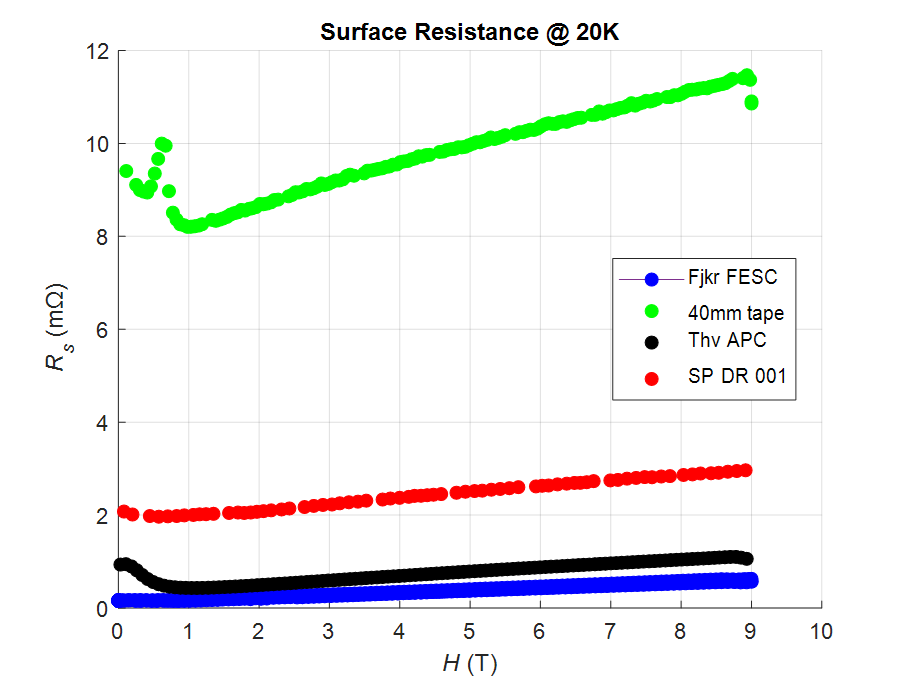 Surface Resistance @ 20K
12
10
8
6
4
2
0
R_s (mΩ)
Fjkr FESC
40mm tape
Thv APC
SP DR 001
0 1 2 3 4 5 6 7 8 9 10
H (T)